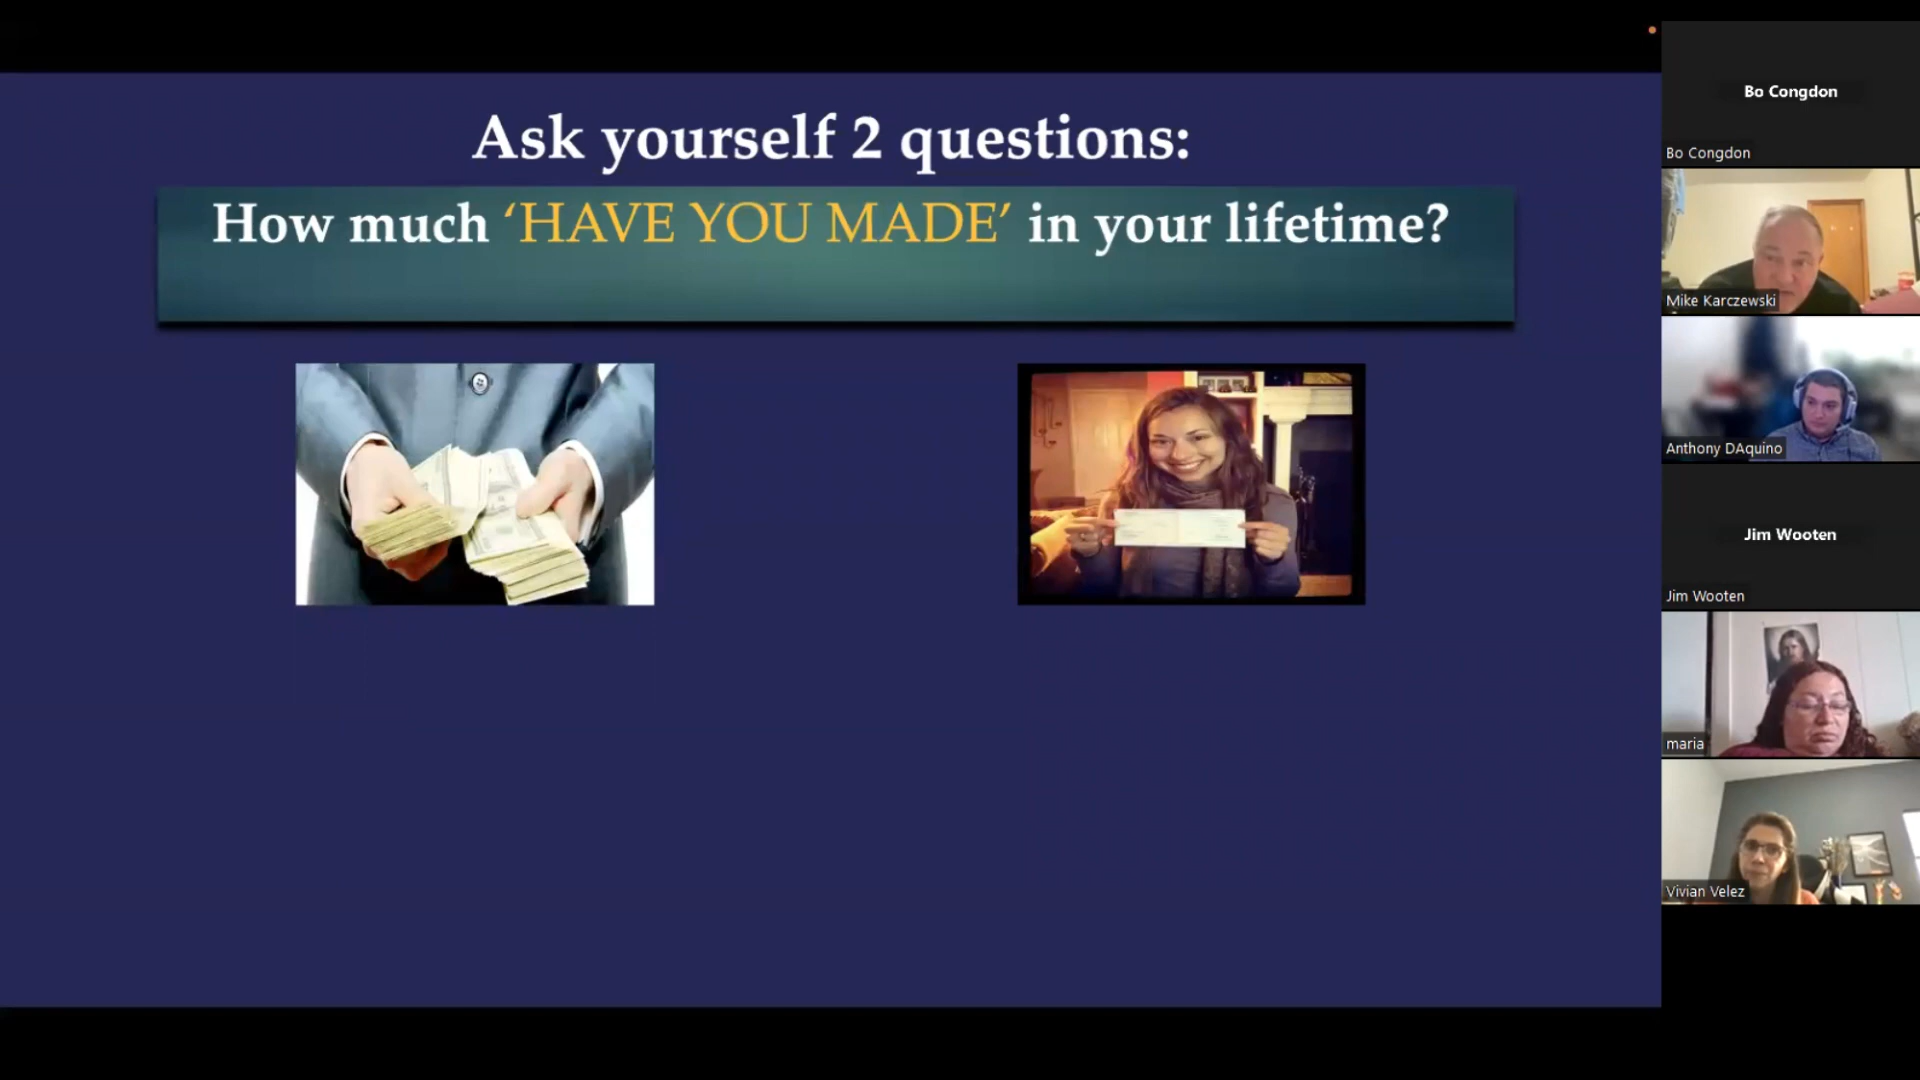 Ask yourself 2 questions:
How much ‘HAVE YOU MADE’ in your lifetime?
Bo Congdon
Bo Congdon
Mike Karczewski
Anthony DAquino
Jim Wooten
Jim Wooten
maria
Vivian Velez